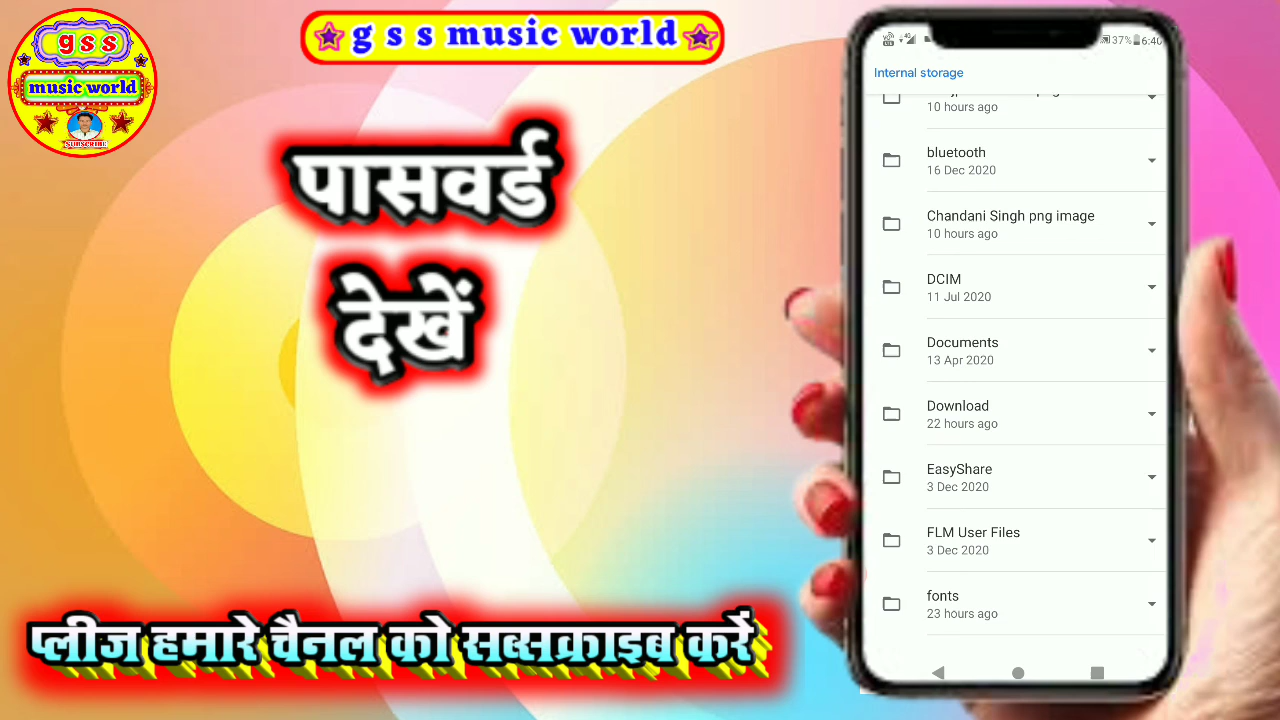 g s s
music world
SUBSCRIBE
g s s music world
पासवर्ड
देखें
प्लीज हमारे चैनल को सब्सक्राइब करें
4G
37%
6:40
Internal storage
10 hours ago
bluetooth
16 Dec 2020
Chandani Singh png image
10 hours ago
DCIM
11 Jul 2020
Documents
13 Apr 2020
Download
22 hours ago
EasyShare
3 Dec 2020
FLM User Files
3 Dec 2020
fonts
23 hours ago